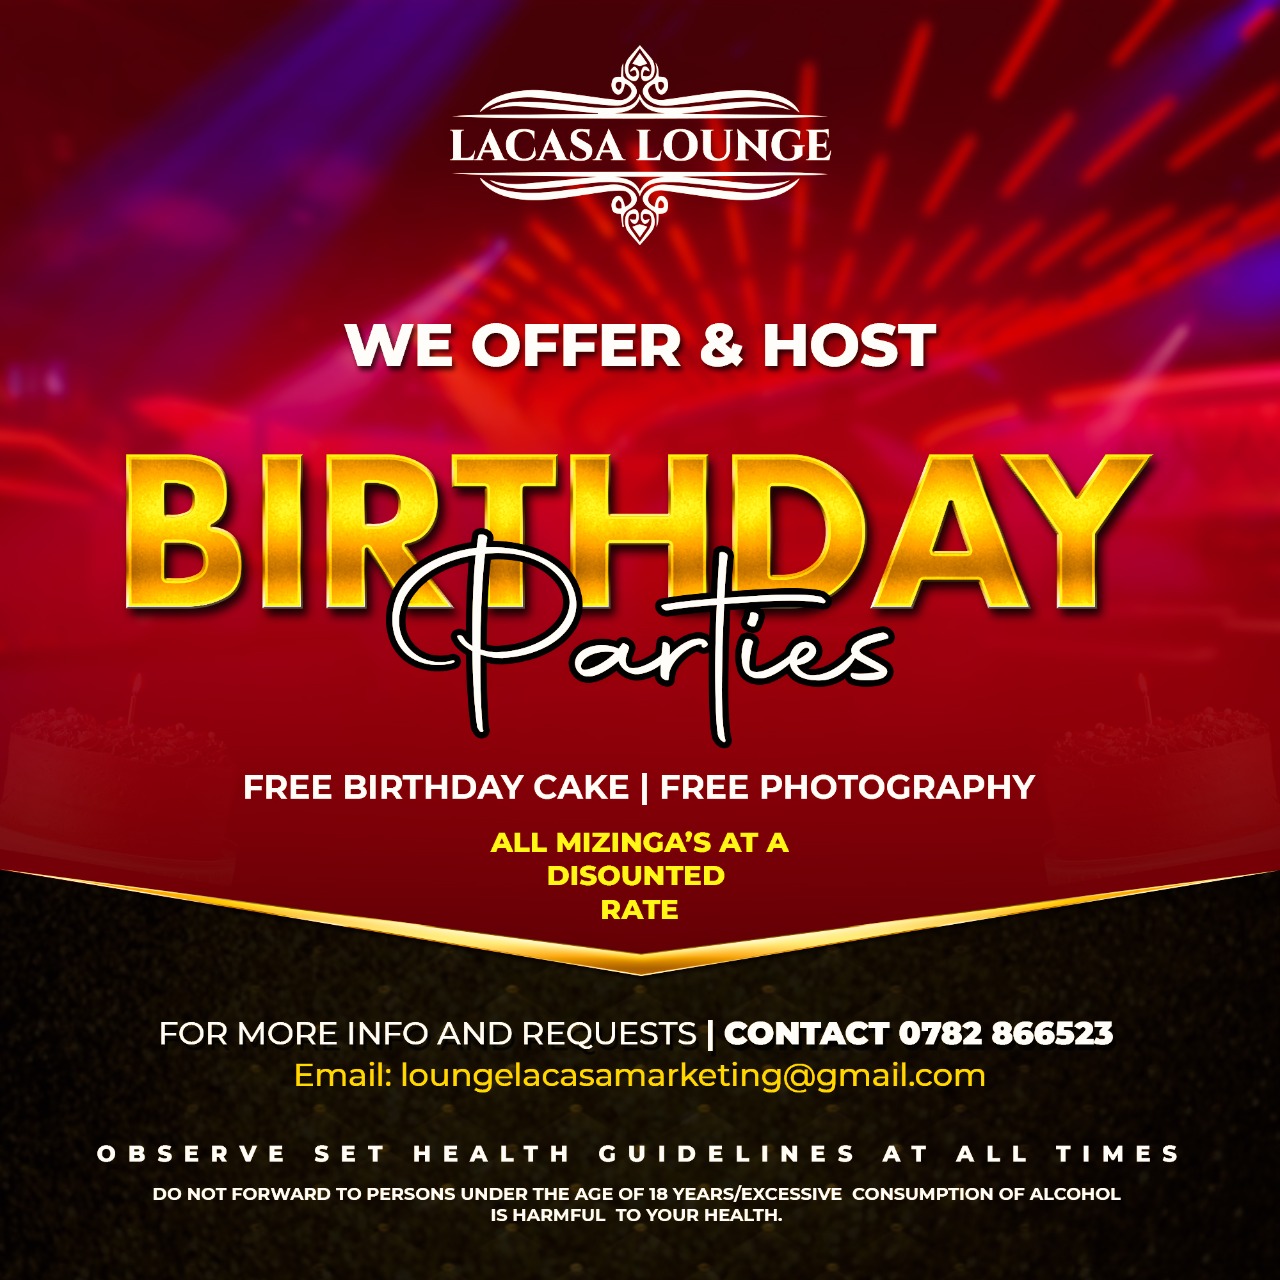 LACASA LOUNGE
WE OFFER & HOST
BIRTHDAY
Parties
FREE BIRTHDAY CAKE | FREE PHOTOGRAPHY
ALL MIZINGA'S AT A
DISOUNTED
RATE
FOR MORE INFO AND REQUESTS | CONTACT 0782 866523
Email: loungelacasamarketing@gmail.com
OBSERVE SET HEALTH GUIDELINES AT ALL TIMES
DO NOT FORWARD TO PERSONS UNDER THE AGE OF 18 YEARS/EXCESSIVE CONSUMPTION OF ALCOHOL
IS HARMFUL TO YOUR HEALTH.